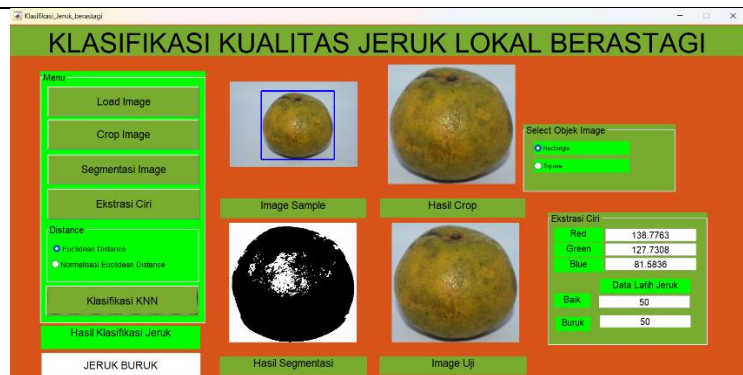 Klasifikasi_Jeruk_berastagi
KLASIFIKASI KUALITAS JERUK LOKAL BERASTAGI
Menu
Load Image
Crop Image
Segmentasi Image
Ekstrasi Ciri
Distance
Euclidean Distance
Normalisasi Euclidean Distance
Klasifikasi KNN
Hasil Klasifikasi Jeruk
JERUK BURUK
Image Sample
Hasil Crop
Hasil Segmentasi
Image Uji
Select Objek Image
Rectangle
Square
Ekstrasi Ciri
Red 138.7763
Green 127.7308
Blue 81.5836
Data Latih Jeruk
Baik 50
Buruk 50